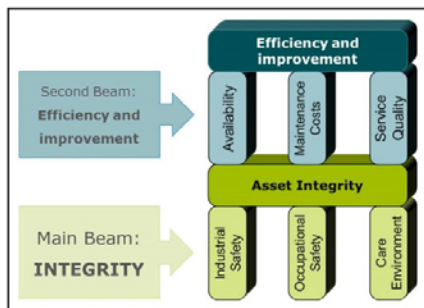 Efficiency and
improvement
Second Beam:
Efficiency and
improvement
Availability
Maintenance
Costs
Service
Quality
Asset Integrity
Main Beam:
INTEGRITY
Industrial
Safety
Occupational
Safety
Care
Environment